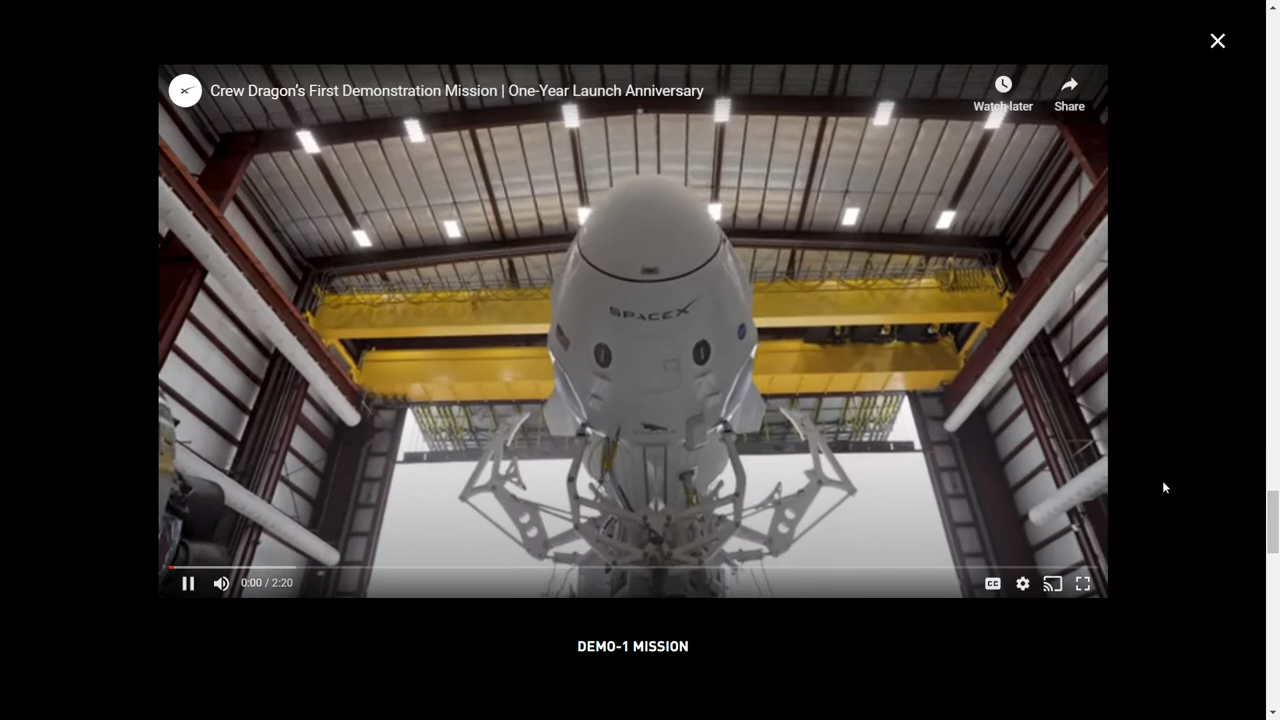 Crew Dragon's First Demonstration Mission | One-Year Launch Anniversary
Watch later
Share
SPACEX
0:00 / 2:20
CC
DEMO-1 MISSION